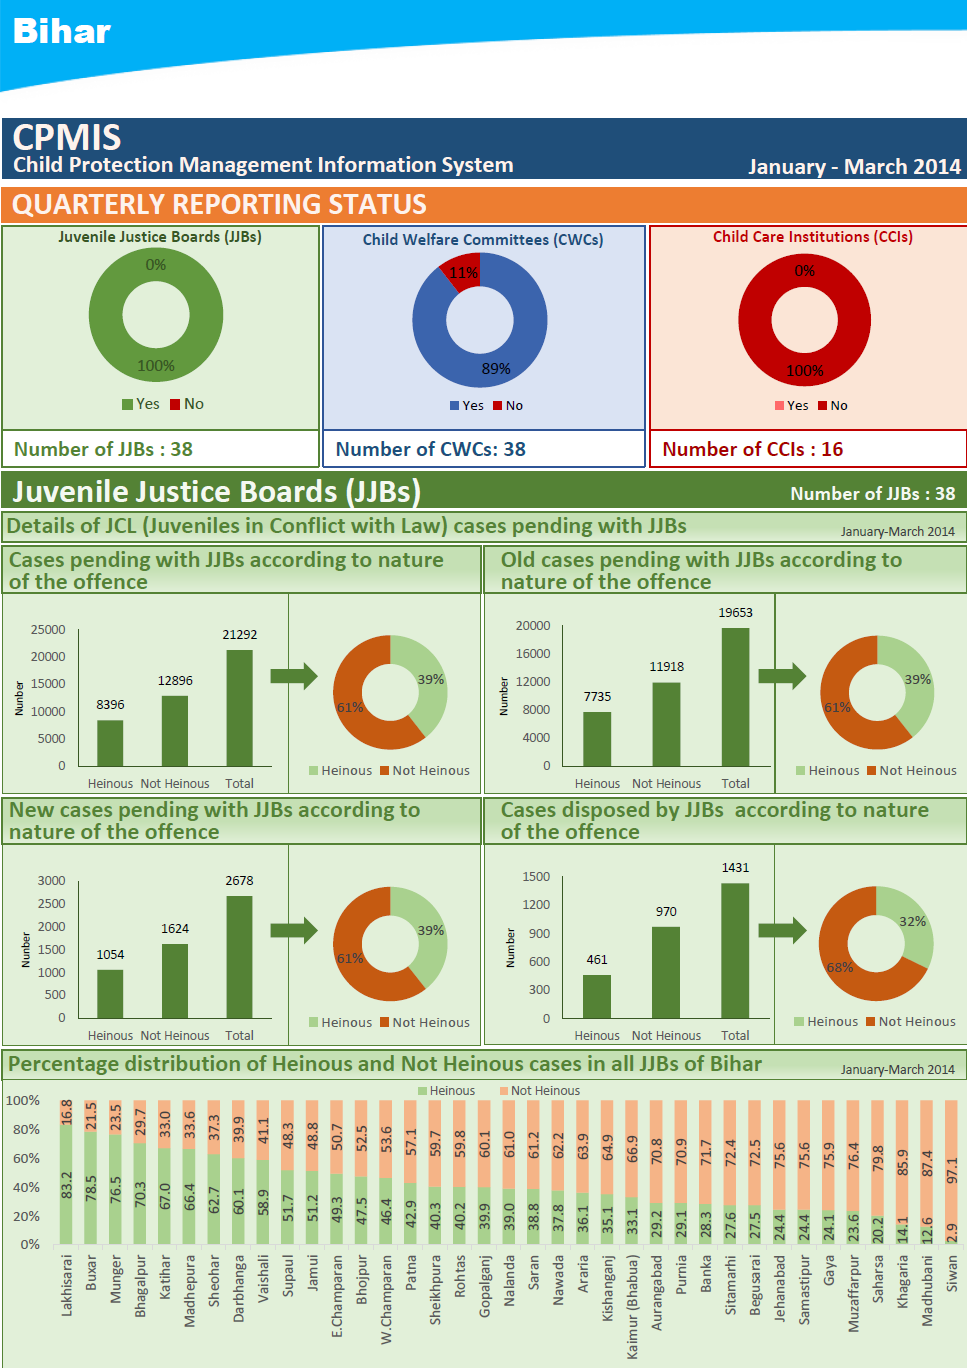 Bihar
CPMIS
Child Protection Management Information System
January - March 2014
QUARTERLY REPORTING STATUS
Juvenile Justice Boards (JJBs)
0%
100%
Yes No
Number of JJBs : 38
Child Welfare Committees (CWCs)
11%
89%
Yes No
Number of CWCs: 38
Child Care Institutions (CCIs)
0%
100%
Yes No
Number of CCIs : 16
Juvenile Justice Boards (JJBs)
Number of JJBs : 38
Details of JCL (Juveniles in Conflict with Law) cases pending with JJBs
January-March 2014
Cases pending with JJBs according to nature
of the offence
25000
20000
15000
10000
5000
0
Nunber
8396
12896
21292
Heinous Not Heinous Total
39%
61%
Heinous Not Heinous
Old cases pending with JJBs according to
nature of the offence
20000
16000
12000
8000
4000
0
Number
7735
11918
19653
Heinous Not Heinous Total
39%
61%
Heinous Not Heinous
New cases pending with JJBs according to
nature of the offence
3000
2500
2000
1500
1000
500
0
Nunber
1054
1624
2678
Heinous Not Heinous Total
39%
61%
Heinous Not Heinous
Cases disposed by JJBs according to nature
of the offence
1500
1200
900
600
300
0
Number
461
970
1431
Heinous Not Heinous Total
32%
68%
Heinous Not Heinous
Percentage distribution of Heinous and Not Heinous cases in all JJBs of Bihar
January-March 2014
Heinous Not Heinous
100%
80%
60%
40%
20%
0%
16.8 21.5 23.5 29.7 33.0 33.6 37.3 39.9 41.1 48.3 48.8 50.7 52.5 53.6 57.1 59.7 59.8 60.1 61.0 61.2 62.2 63.9 64.9 66.9 70.8 70.9 71.7 72.4 72.5 75.6 75.6 75.9 76.4 79.8 85.9 87.4 97.1
83.2 78.5 76.5 70.3 67.0 66.4 62.7 60.1 58.9 51.7 51.2 49.3 47.5 46.4 42.9 40.3 40.2 39.9 39.0 38.8 37.8 36.1 35.1 33.1 29.2 29.1 28.3 27.6 27.5 24.4 24.4 24.1 23.6 20.2 14.1 12.6 2.9
Lakhisarai
Buxar
Munger
Bhagalpur
Katihar
Madhepura
Sheohar
Darbhanga
Vaishali
Supaul
Jamui
E.Champaran
Bhojpur
W.Champaran
Patna
Sheikhpura
Rohtas
Gopalganj
Nalanda
Saran
Nawada
Araria
Kishanganj
Kaimur (Bhabua)
Aurangabad
Purnia
Banka
Sitamarhi
Begusarai
Jehanabad
Samastipur
Gaya
Muzaffarpur
Saharsa
Khagaria
Madhubani
Siwan